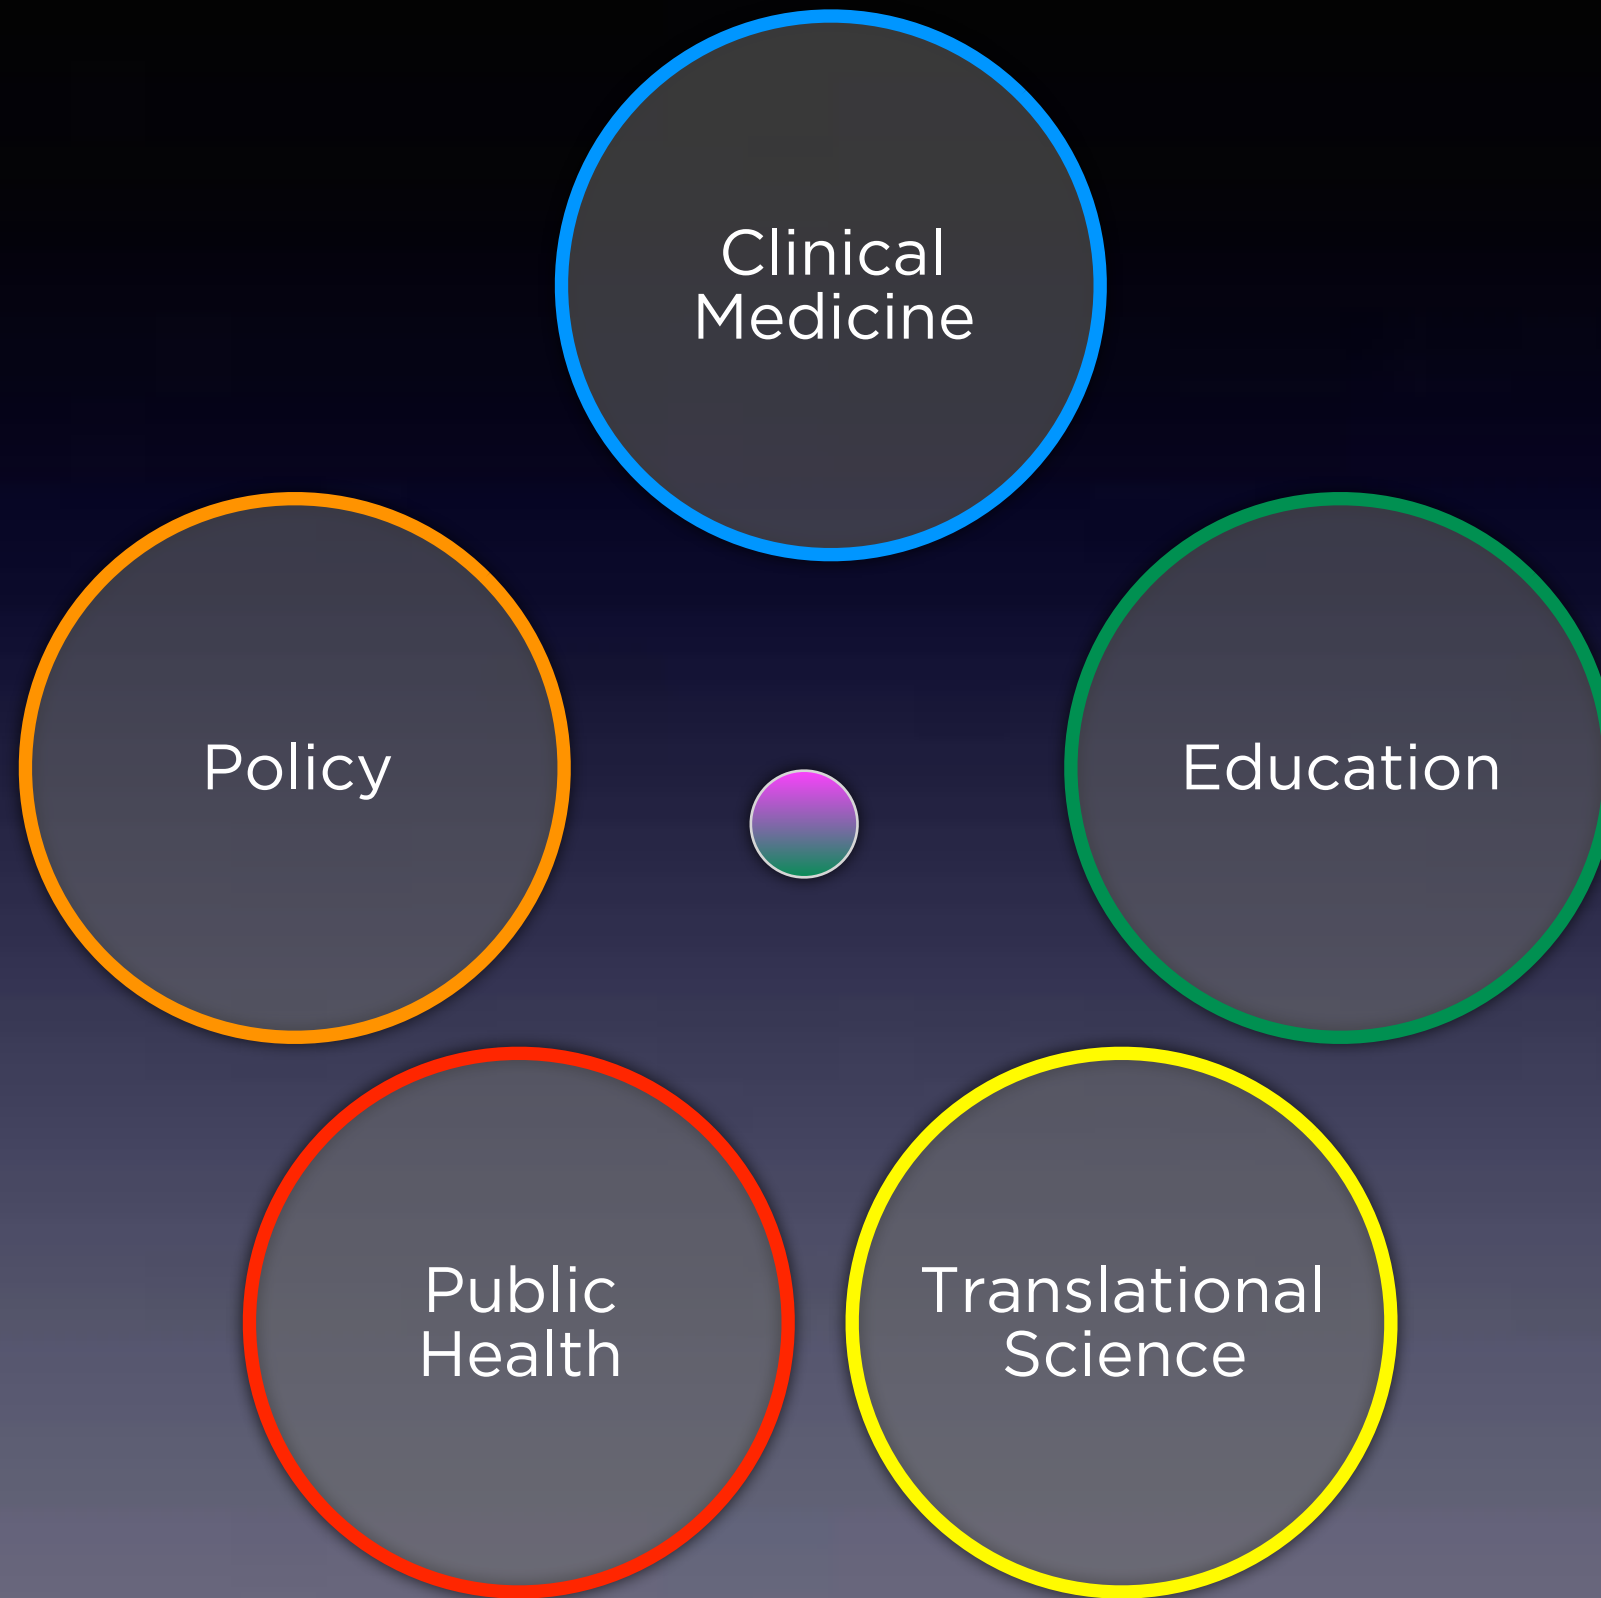 Clinical
Medicine
Policy
Education
Public
Health
Translational
Science